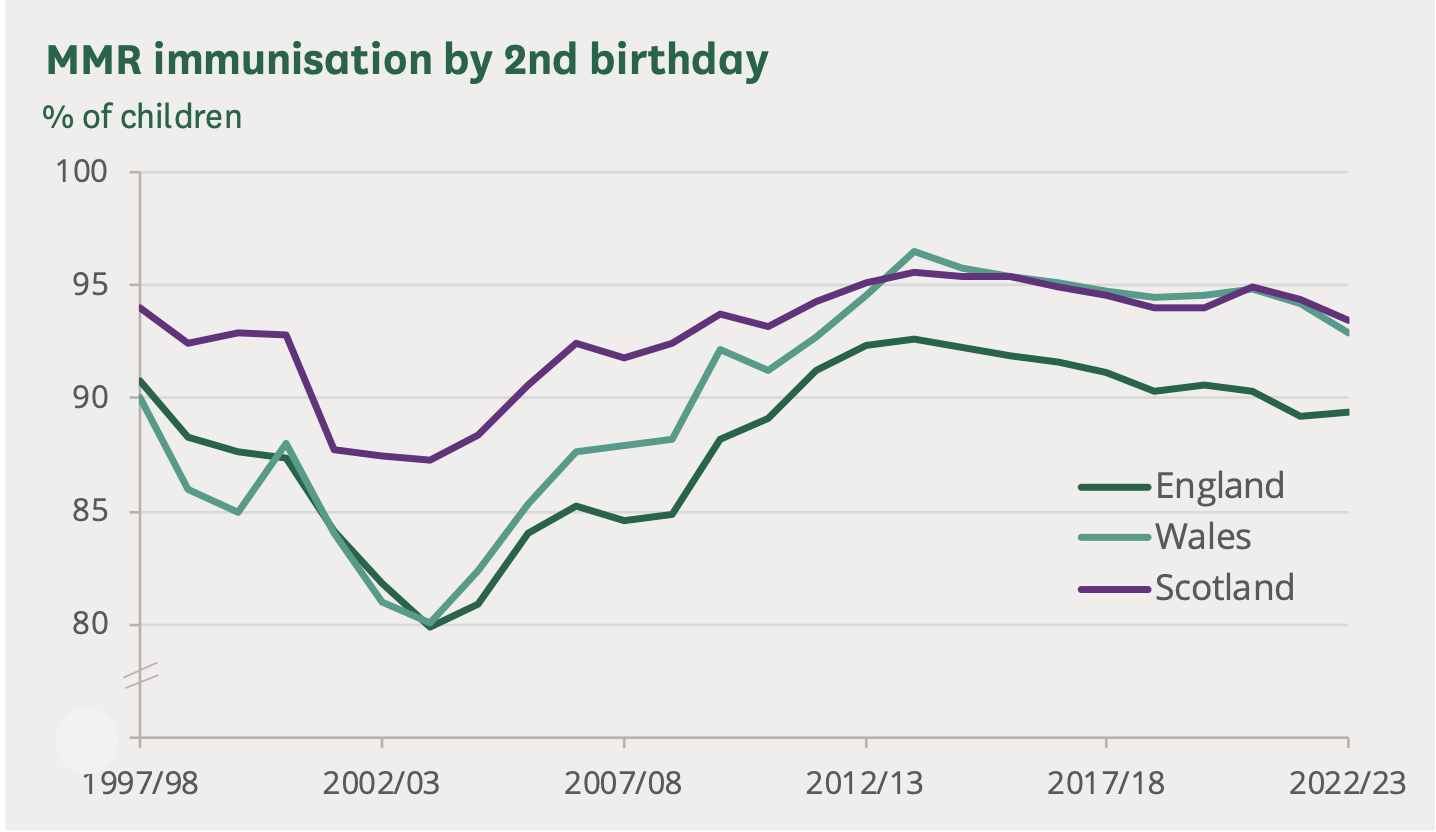 MMR immunisation by 2nd birthday
% of children
100
95
90
85
80
England
Wales
Scotland
1997/98 2002/03 2007/08 2012/13 2017/18 2022/23